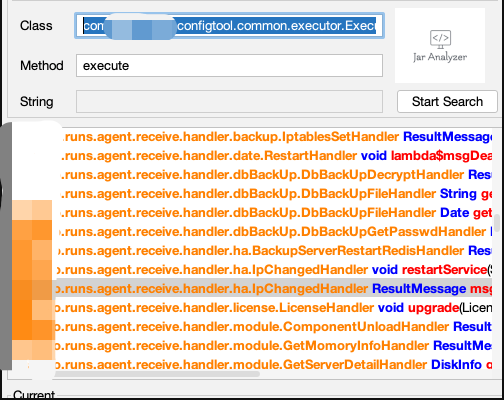 Class
configtool.common.executor.Exec
Jar Analyzer
Method
execute
String
Start Search
.runs.agent.receive.handler.backup.IptablesSetHandler ResultMessage
.runs.agent.receive.handler.date.RestartHandler void lambda$msgDea
.runs.agent.receive.handler.dbBackUp.DbBackUpDecryptHandler Res
.runs.agent.receive.handler.dbBackUp.DbBackUpFileHandler String ge
.runs.agent.receive.handler.dbBackUp.DbBackUpFileHandler Date get
.runs.agent.receive.handler.dbBackUp.DbBackUpGetPasswdHandler
.runs.agent.receive.handler.ha.BackupServerRestartRedisHandler Res
.runs.agent.receive.handler.ha.IpChangedHandler void restartService(S
.runs.agent.receive.handler.ha.IpChangedHandler ResultMessage msg
.runs.agent.receive.handler.license.LicenseHandler void upgrade(Licen
.runs.agent.receive.handler.module.ComponentUnloadHandler Result
.runs.agent.receive.handler.module.GetMomoryInfoHandler ResultMe
.runs.agent.receive.handler.module.GetServerDetailHandler DiskInfo
Current